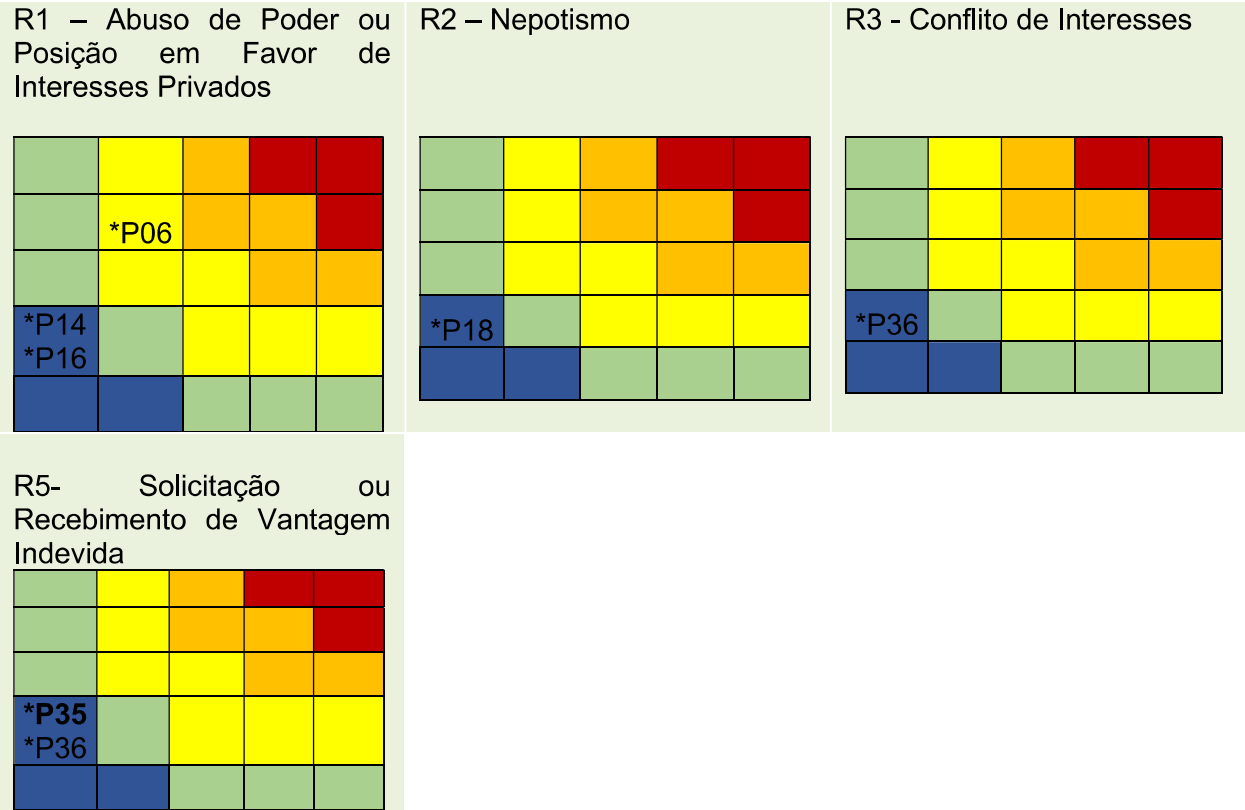 R1 – Abuso de Poder ou
Posição em Favor de
Interesses Privados
*P06
*P14
*P16
R2 – Nepotismo
*P18
R3 - Conflito de Interesses
*P36
R5- Solicitação ou
Recebimento de Vantagem
Indevida
*P35
*P36